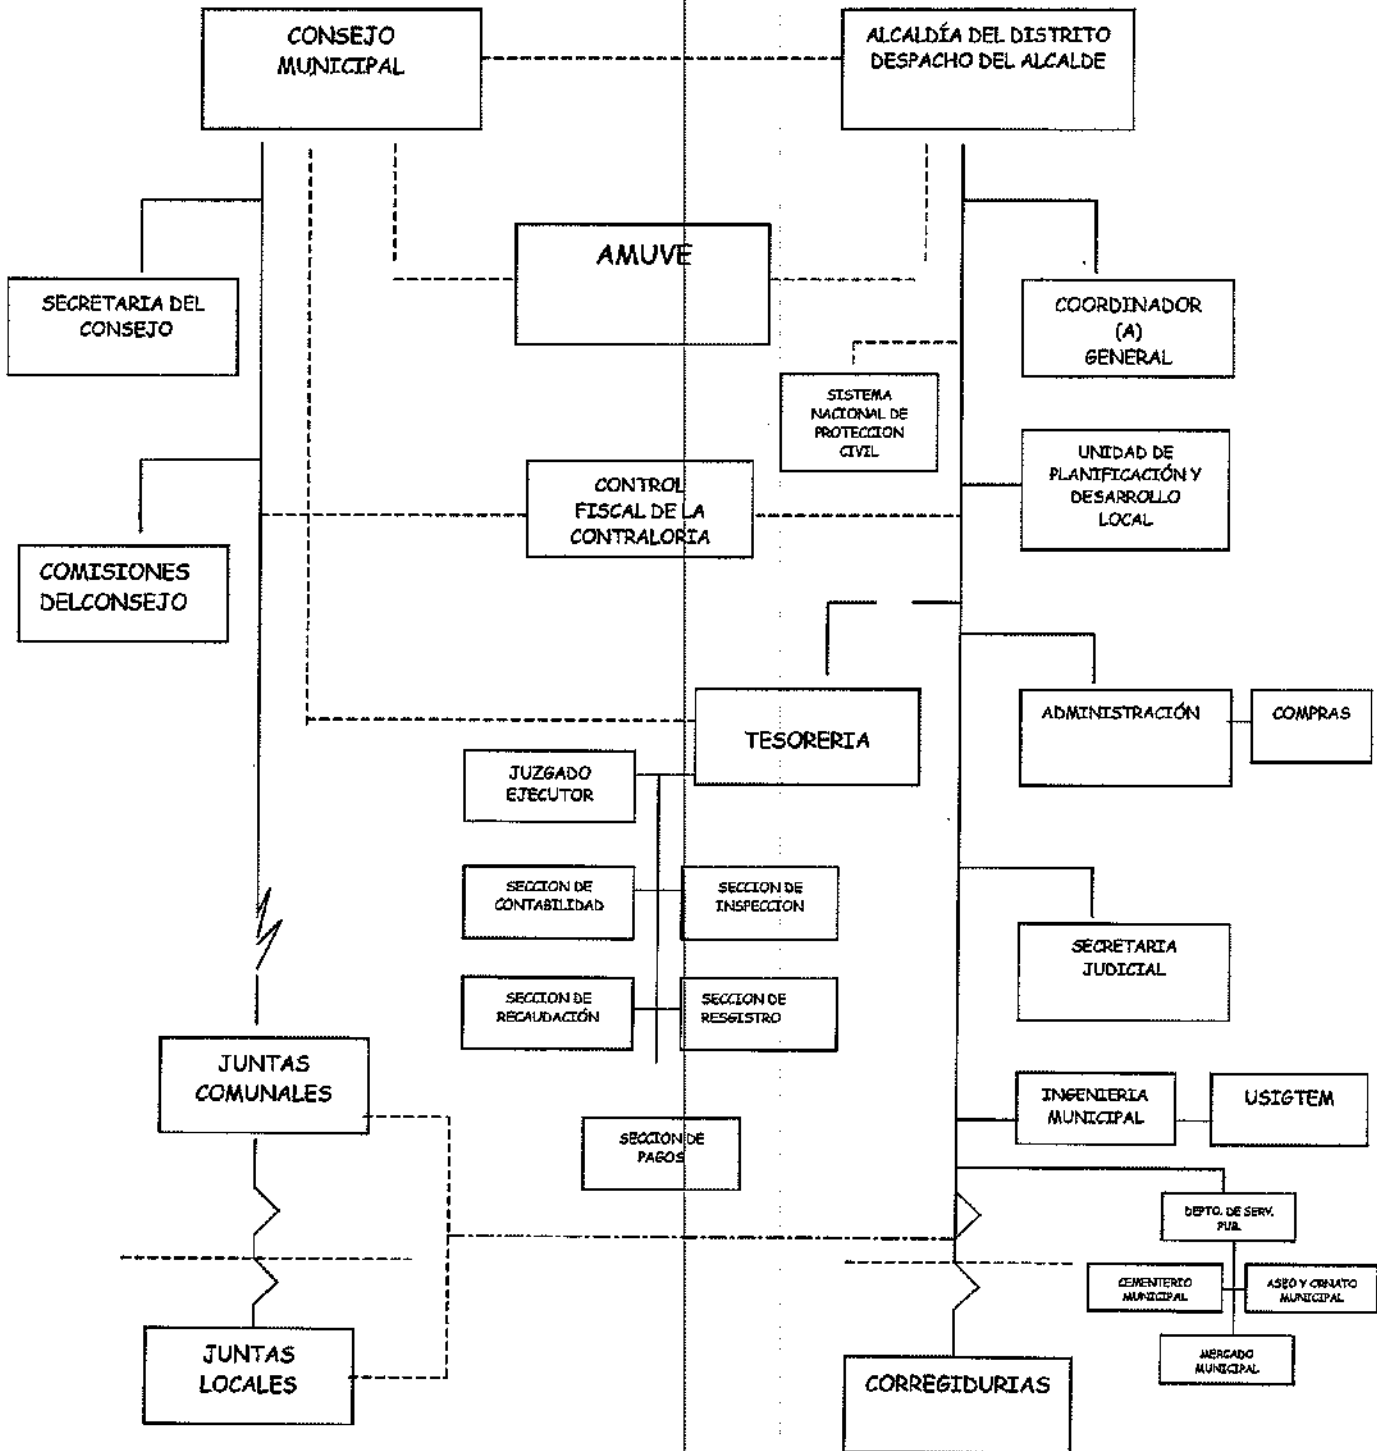 CONSEJO
MUNICIPAL
ALCALDÍA DEL DISTRITO
DESPACHO DEL ALCALDE
AMUVE
SECRETARIA DEL
CONSEJO
COORDINADOR
(A)
GENERAL
SISTEMA
NACIONAL DE
PROTECCION
CIVIL
UNIDAD DE
PLANIFICACIÓN Y
DESARROLLO
LOCAL
CONTROL
FISCAL DE LA
CONTRALORIA
COMISIONES
DELCONSEJO
TESORERIA
ADMINISTRACIÓN
COMPRAS
JUZGADO
EJECUTOR
SECCION DE
CONTABILIDAD
SECCION DE
INSPECCION
SECRETARIA
JUDICIAL
SECCION DE
RECAUDACIÓN
SECCION DE
RESGISTRO
JUNTAS
COMUNALES
INGENIERIA
MUNICIPAL
USIGTEM
SECCION DE
PAGOS
DEPTO. DE SERV.
PUB.
CEMENTERIO
MUNICIPAL
ASEO Y ORNATO
MUNICIPAL
MERCADO
MUNICIPAL
JUNTAS
LOCALES
CORREGIDURIAS